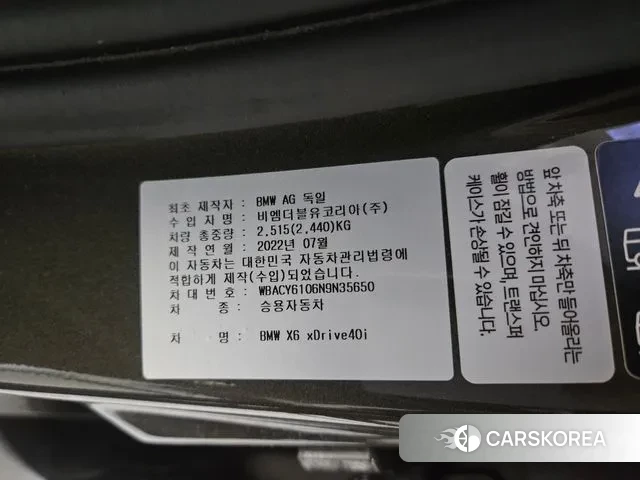 최초 제작자 : BMW AG 독일
수 입 자 명 : 비엠더블유코리아(주)
차량 총중량 : 2,515(2,440)KG
제 작 연 월 : 2022년 07월
이 자동차는 대한민국 자동차관리법령에
적합하게 제작(수입)되었습니다.
차 대 번 호 : WBACY6106N9N35650
차 종 : 승용자동차
차 명 : BMW X6 xDrive40i
앞 차축 또는 뒤 차축만 들어올리는
방법으로 견인하지 마십시오.
휠이 잠길 수 있으며, 트랜스퍼
케이스가 손상될 수 있습니다.
CARSKOREA